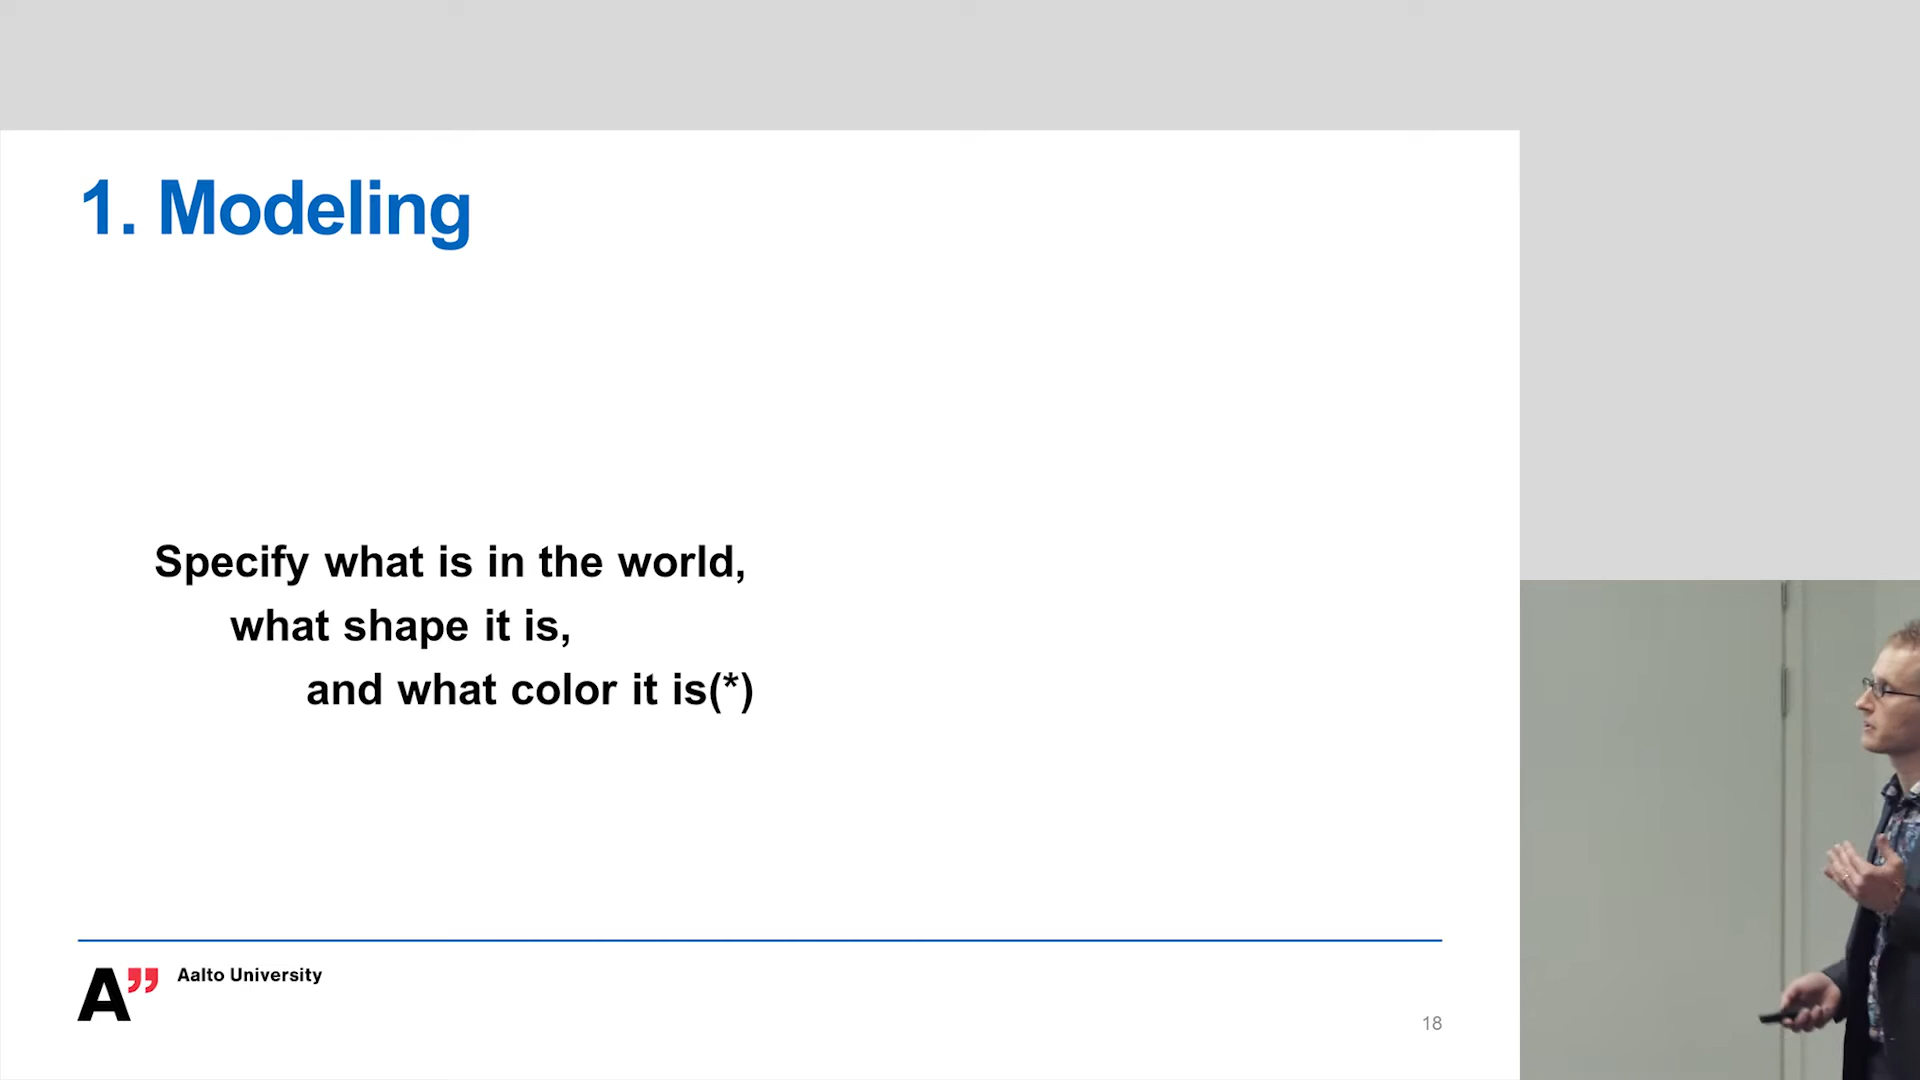 1. Modeling
Specify what is in the world,
what shape it is,
and what color it is(*)
A”
Aalto University
18